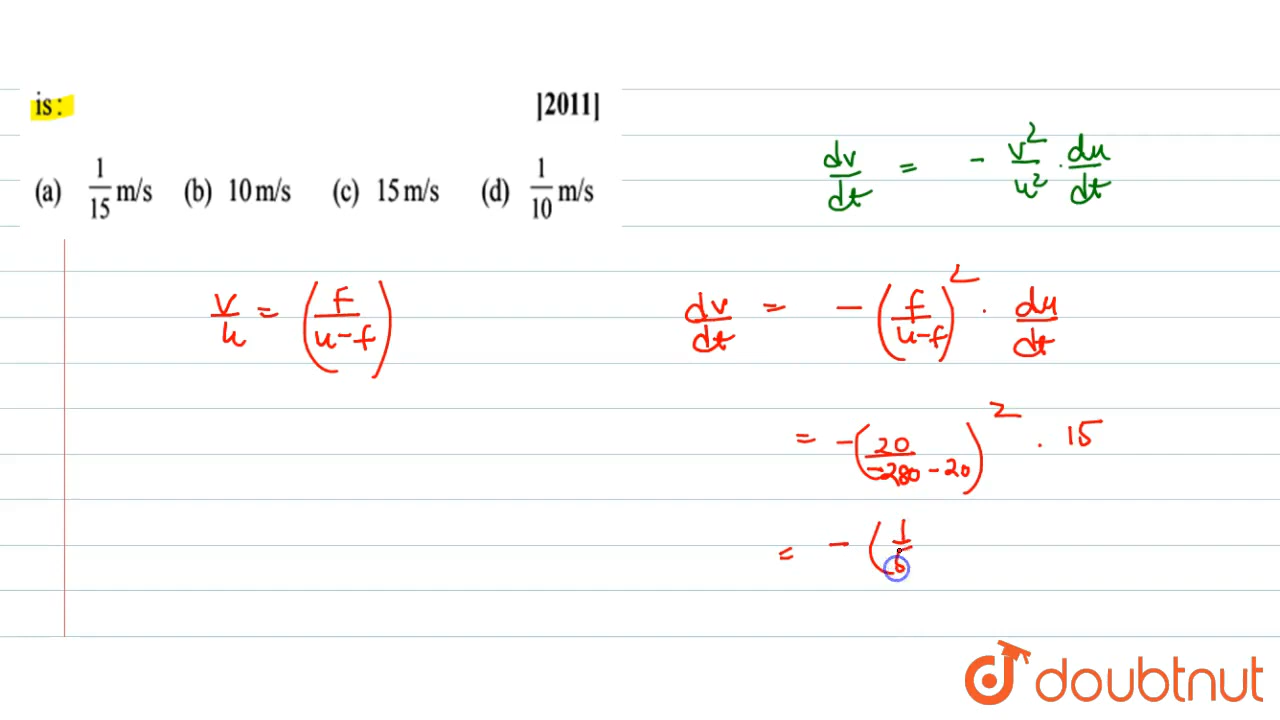 is: [2011]
(a) 1/15 m/s (b) 10 m/s (c) 15 m/s (d) 1/10 m/s
dv/dt = - v²/u² · du/dt
v/u = (f/(u-f)) dv/dt = - (f/(u-f))² · du/dt
= -(20/(-280-20))² · 15
= - (1/
doubtnut